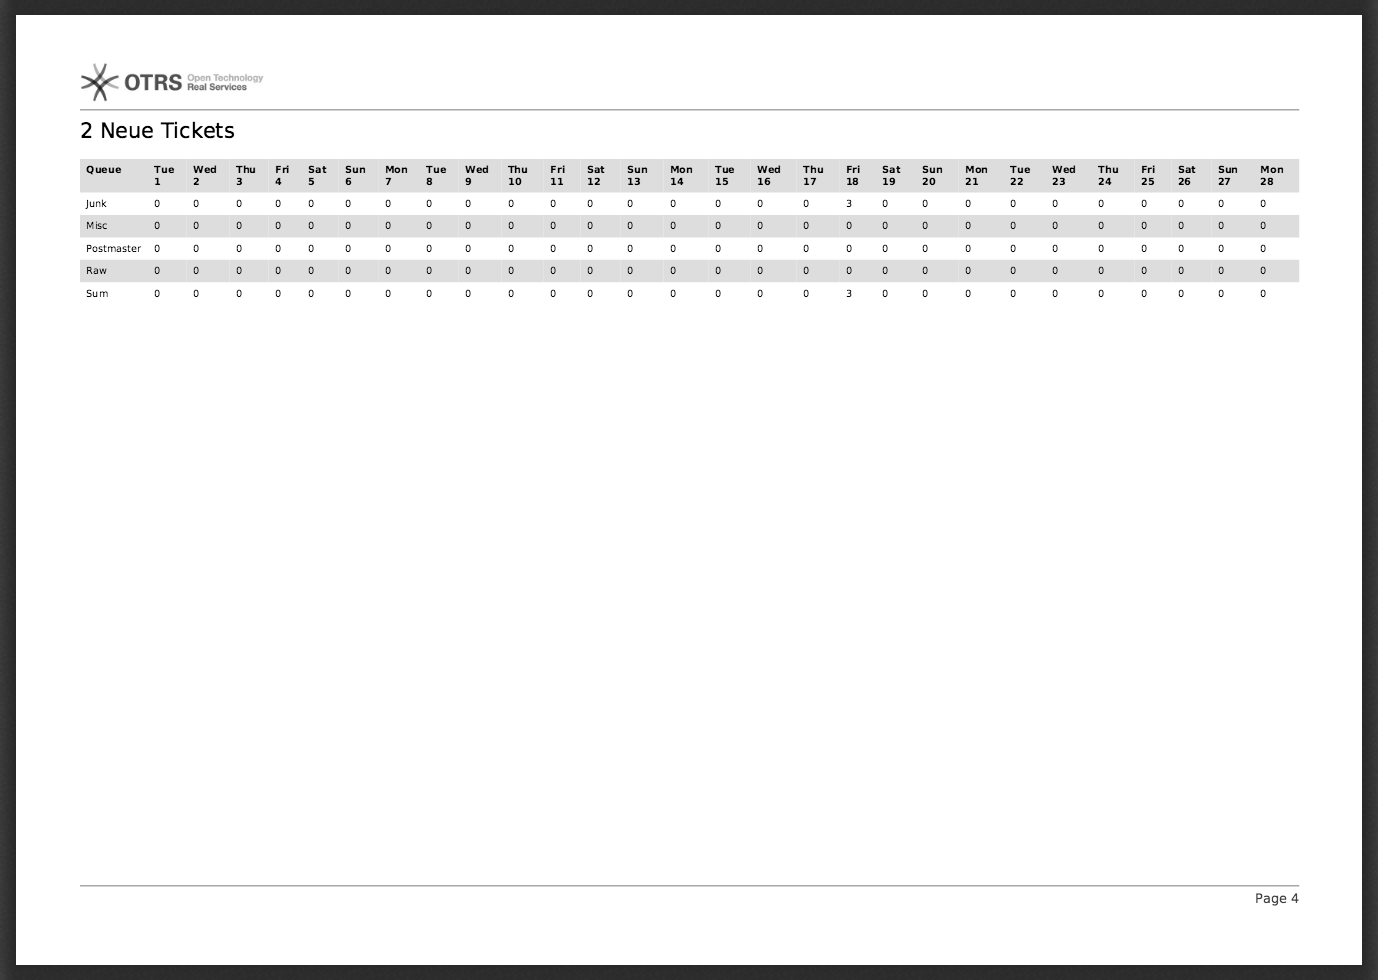 OTRS Open Technology
Real Services
2 Neue Tickets
Queue Tue Wed Thu Fri Sat Sun Mon Tue Wed Thu Fri Sat Sun Mon Tue Wed Thu Fri Sat Sun Mon Tue Wed Thu Fri Sat Sun Mon
1 2 3 4 5 6 7 8 9 10 11 12 13 14 15 16 17 18 19 20 21 22 23 24 25 26 27 28
Junk 0 0 0 0 0 0 0 0 0 0 0 0 0 0 0 0 0 3 0 0 0 0 0 0 0 0 0 0
Misc 0 0 0 0 0 0 0 0 0 0 0 0 0 0 0 0 0 0 0 0 0 0 0 0 0 0 0 0
Postmaster 0 0 0 0 0 0 0 0 0 0 0 0 0 0 0 0 0 0 0 0 0 0 0 0 0 0 0 0
Raw 0 0 0 0 0 0 0 0 0 0 0 0 0 0 0 0 0 0 0 0 0 0 0 0 0 0 0 0
Sum 0 0 0 0 0 0 0 0 0 0 0 0 0 0 0 0 0 3 0 0 0 0 0 0 0 0 0 0
Page 4